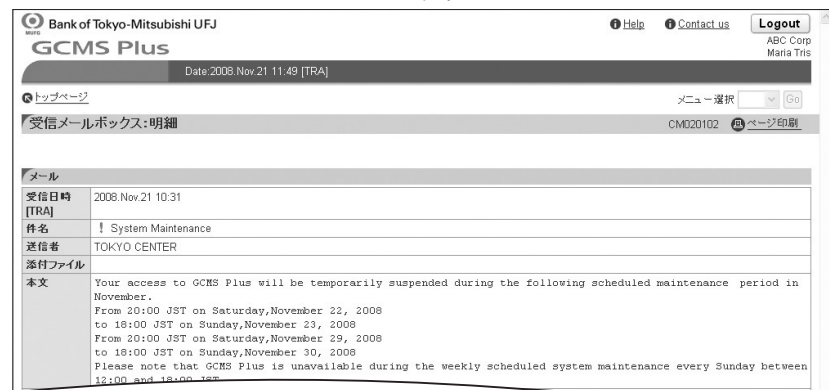 Bank of Tokyo-Mitsubishi UFJ
MUFG
Help Contact us Logout
GCMS Plus
ABC Corp
Maria Tris
Date:2008.Nov.21 11:49 [TRA]
トップページ
メニュー選択 Go
受信メールボックス:明細 CM020102 ページ印刷
メール
受信日時 2008.Nov.21 10:31
[TRA]
件名 ! System Maintenance
送信者 TOKYO CENTER
添付ファイル
本文 Your access to GCMS Plus will be temporarily suspended during the following scheduled maintenance period in
November.
From 20:00 JST on Saturday,November 22, 2008
to 18:00 JST on Sunday,November 23, 2008
From 20:00 JST on Saturday,November 29, 2008
to 18:00 JST on Sunday,November 30, 2008
Please note that GCMS Plus is unavailable during the weekly scheduled system maintenance every Sunday between
12:00 and 18:00 JST